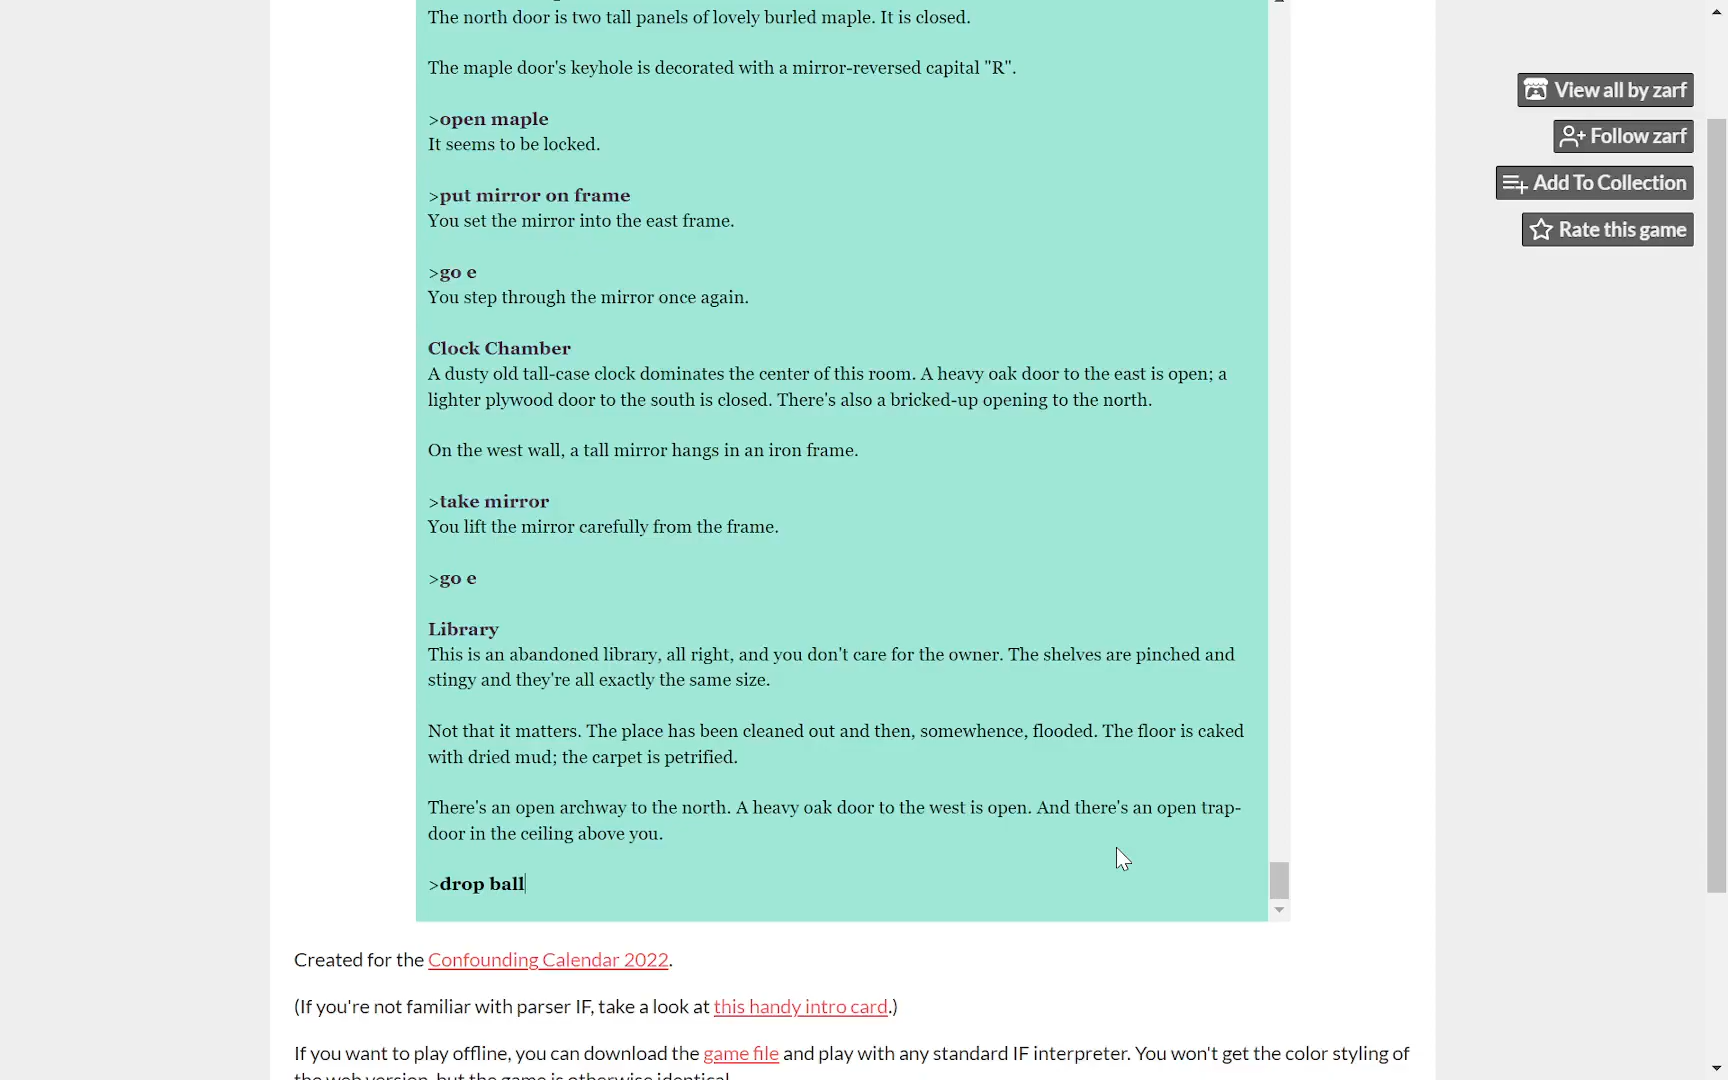 The north door is two tall panels of lovely burled maple. It is closed.
The maple door's keyhole is decorated with a mirror-reversed capital "R".
>open maple
It seems to be locked.
>put mirror on frame
You set the mirror into the east frame.
>go e
You step through the mirror once again.
Clock Chamber
A dusty old tall-case clock dominates the center of this room. A heavy oak door to the east is open; a
lighter plywood door to the south is closed. There's also a bricked-up opening to the north.
On the west wall, a tall mirror hangs in an iron frame.
>take mirror
You lift the mirror carefully from the frame.
>go e
Library
This is an abandoned library, all right, and you don't care for the owner. The shelves are pinched and
stingy and they're all exactly the same size.
Not that it matters. The place has been cleaned out and then, somewhence, flooded. The floor is caked
with dried mud; the carpet is petrified.
There's an open archway to the north. A heavy oak door to the west is open. And there's an open trap-
door in the ceiling above you.
>drop ball
Created for the Confounding Calendar 2022.
(If you're not familiar with parser IF, take a look at this handy intro card.)
If you want to play offline, you can download the game file and play with any standard IF interpreter. You won't get the color styling of
the web version, but the game is otherwise identical.
View all by zarf
Follow zarf
Add To Collection
Rate this game